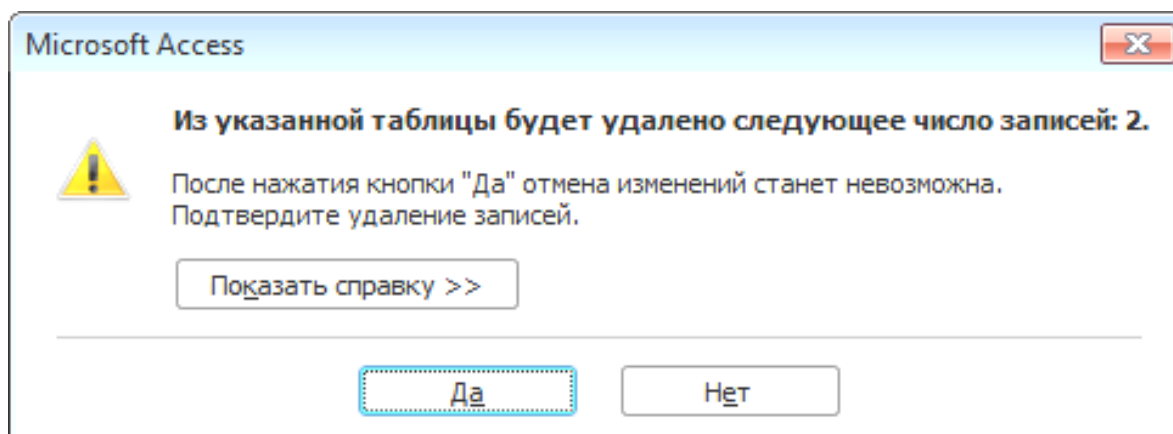 Microsoft Access
Из указанной таблицы будет удалено следующее число записей: 2.
После нажатия кнопки "Да" отмена изменений станет невозможна.
Подтвердите удаление записей.
Показать справку >>
Да
Нет